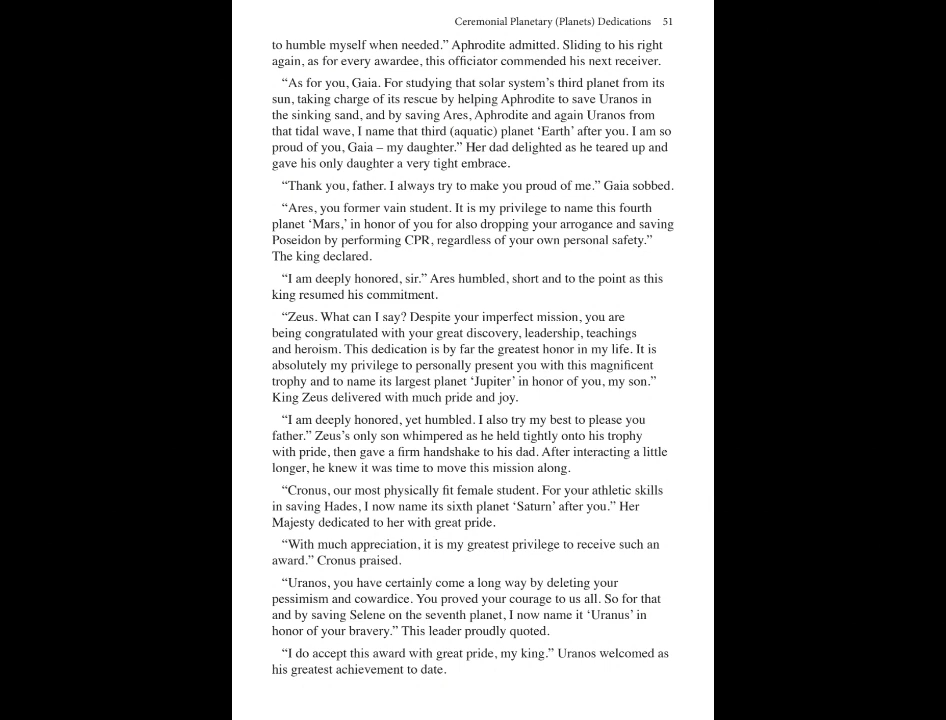 Ceremonial Planetary (Planets) Dedications 51
to humble myself when needed.” Aphrodite admitted. Sliding to his right
again, as for every awardee, this officiator commended his next receiver.
“As for you, Gaia. For studying that solar system’s third planet from its
sun, taking charge of its rescue by helping Aphrodite to save Uranos in
the sinking sand, and by saving Ares, Aphrodite and again Uranos from
that tidal wave, I name that third (aquatic) planet ‘Earth’ after you. I am so
proud of you, Gaia – my daughter.” Her dad delighted as he teared up and
gave his only daughter a very tight embrace.
“Thank you, father. I always try to make you proud of me.” Gaia sobbed.
“Ares, you former vain student. It is my privilege to name this fourth
planet ‘Mars,’ in honor of you for also dropping your arrogance and saving
Poseidon by performing CPR, regardless of your own personal safety.”
The king declared.
“I am deeply honored, sir.” Ares humbled, short and to the point as this
king resumed his commitment.
“Zeus. What can I say? Despite your imperfect mission, you are
being congratulated with your great discovery, leadership, teachings
and heroism. This dedication is by far the greatest honor in my life. It is
absolutely my privilege to personally present you with this magnificent
trophy and to name its largest planet ‘Jupiter’ in honor of you, my son.”
King Zeus delivered with much pride and joy.
“I am deeply honored, yet humbled. I also try my best to please you
father.” Zeus’s only son whimpered as he held tightly onto his trophy
with pride, then gave a firm handshake to his dad. After interacting a little
longer, he knew it was time to move this mission along.
“Cronus, our most physically fit female student. For your athletic skills
in saving Hades, I now name its sixth planet ‘Saturn’ after you.” Her
Majesty dedicated to her with great pride.
“With much appreciation, it is my greatest privilege to receive such an
award.” Cronus praised.
“Uranos, you have certainly come a long way by deleting your
pessimism and cowardice. You proved your courage to us all. So for that
and by saving Selene on the seventh planet, I now name it ‘Uranus’ in
honor of your bravery.” This leader proudly quoted.
“I do accept this award with great pride, my king.” Uranos welcomed as
his greatest achievement to date.